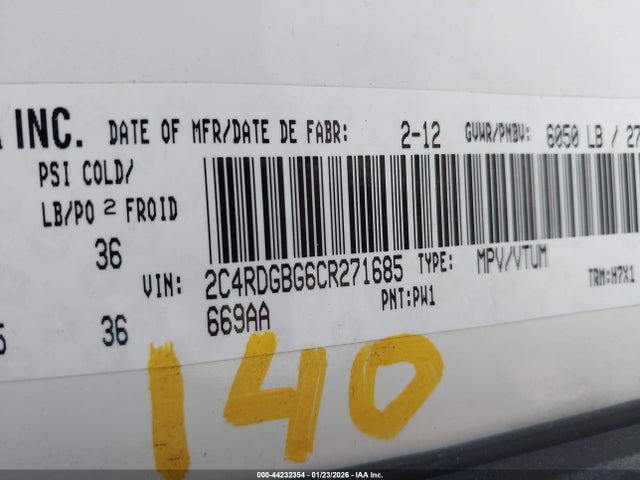 INC. DATE OF MFR/DATE DE FABR: 2-12 GVWR/PNBV: 6050 LB / 27
PSI COLD/
LB/PO 2 FROID
36
VIN: 2C4RDGBG6CR271685 TYPE: MPV/VTUM
36 669AA PNT:PW1 TRM:H7X1
140
000-44232354 | 01/23/2026 - IAA Inc.